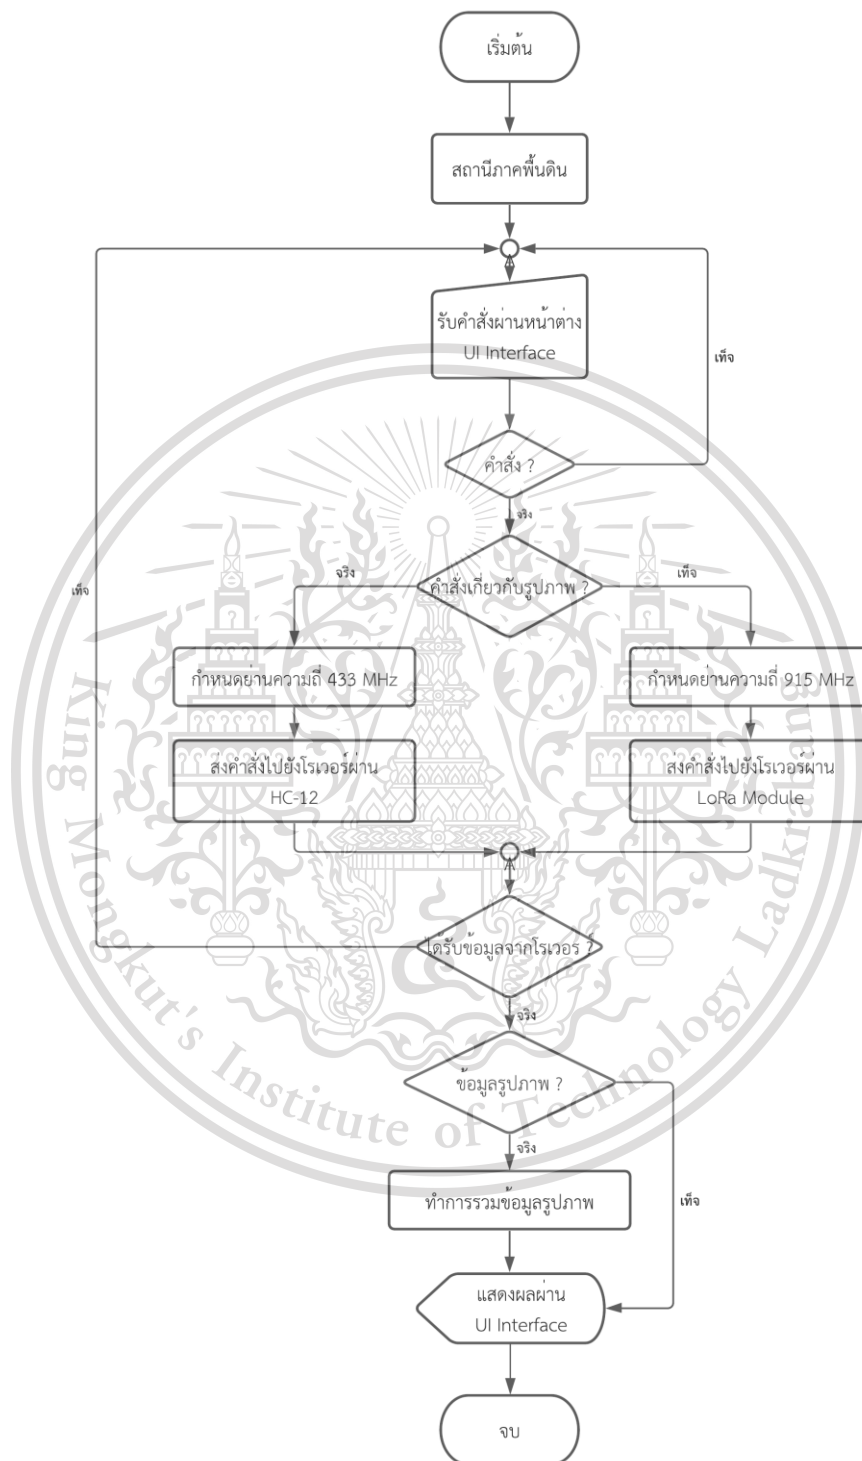 เริ่มต้น
สถานีภาคพื้นดิน
รับคำสั่งผ่านหน้าต่าง
UI Interface
เท็จ
คำสั่ง ?
จริง
คำสั่งเกี่ยวกับรูปภาพ ?
จริง
เท็จ
เท็จ
กำหนดย่านความถี่ 433 MHz
กำหนดย่านความถี่ 915 MHz
ส่งคำสั่งไปยังโรเวอร์ผ่าน
HC-12
ส่งคำสั่งไปยังโรเวอร์ผ่าน
LoRa Module
ได้รับข้อมูลจากโรเวอร์ ?
จริง
ข้อมูลรูปภาพ ?
จริง
เท็จ
ทำการรวมข้อมูลรูปภาพ
แสดงผลผ่าน
UI Interface
จบ
King Mongkut's Institute of Technology Ladkrabang